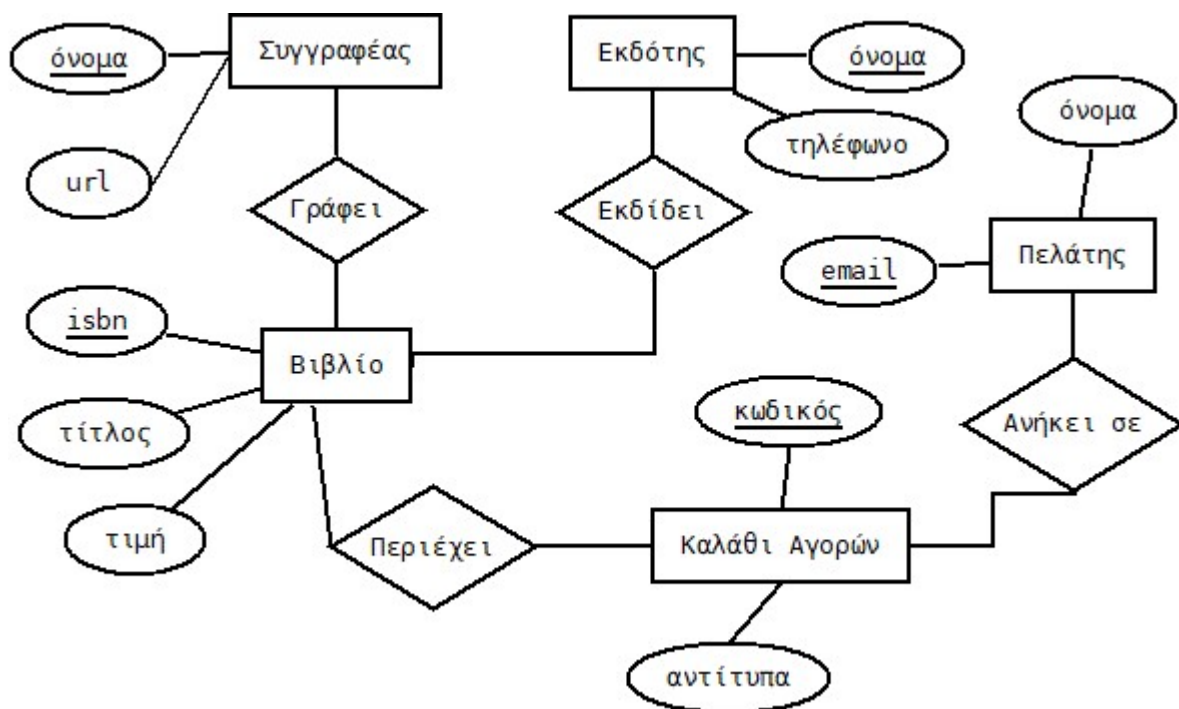 όνομα
Συγγραφέας
Εκδότης
όνομα
τηλέφωνο
όνομα
url
Γράφει
Εκδίδει
email
Πελάτης
isbn
Βιβλίο
τίτλος
κωδικός
Ανήκει σε
τιμή
Περιέχει
Καλάθι Αγορών
αντίτυπα